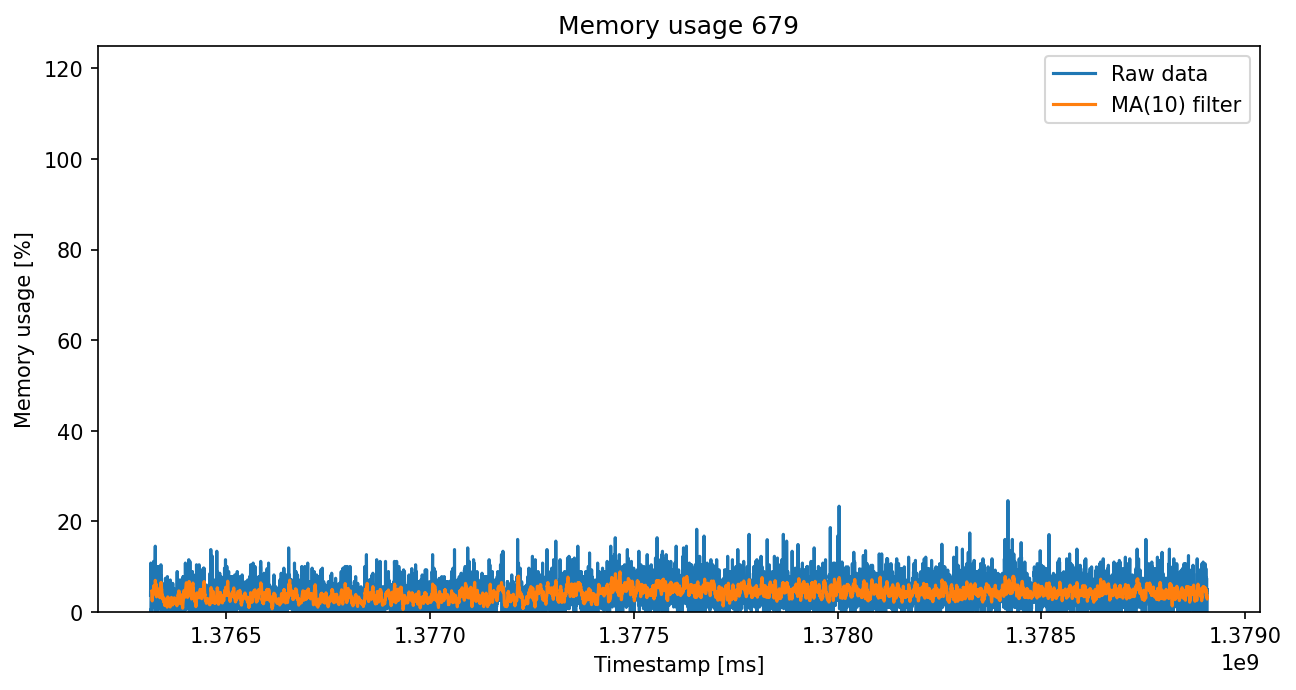 Memory usage 679
Raw data
MA(10) filter
Memory usage [%]
120
100
80
60
40
20
0
1.3765 1.3770 1.3775 1.3780 1.3785 1.3790
1e9
Timestamp [ms]